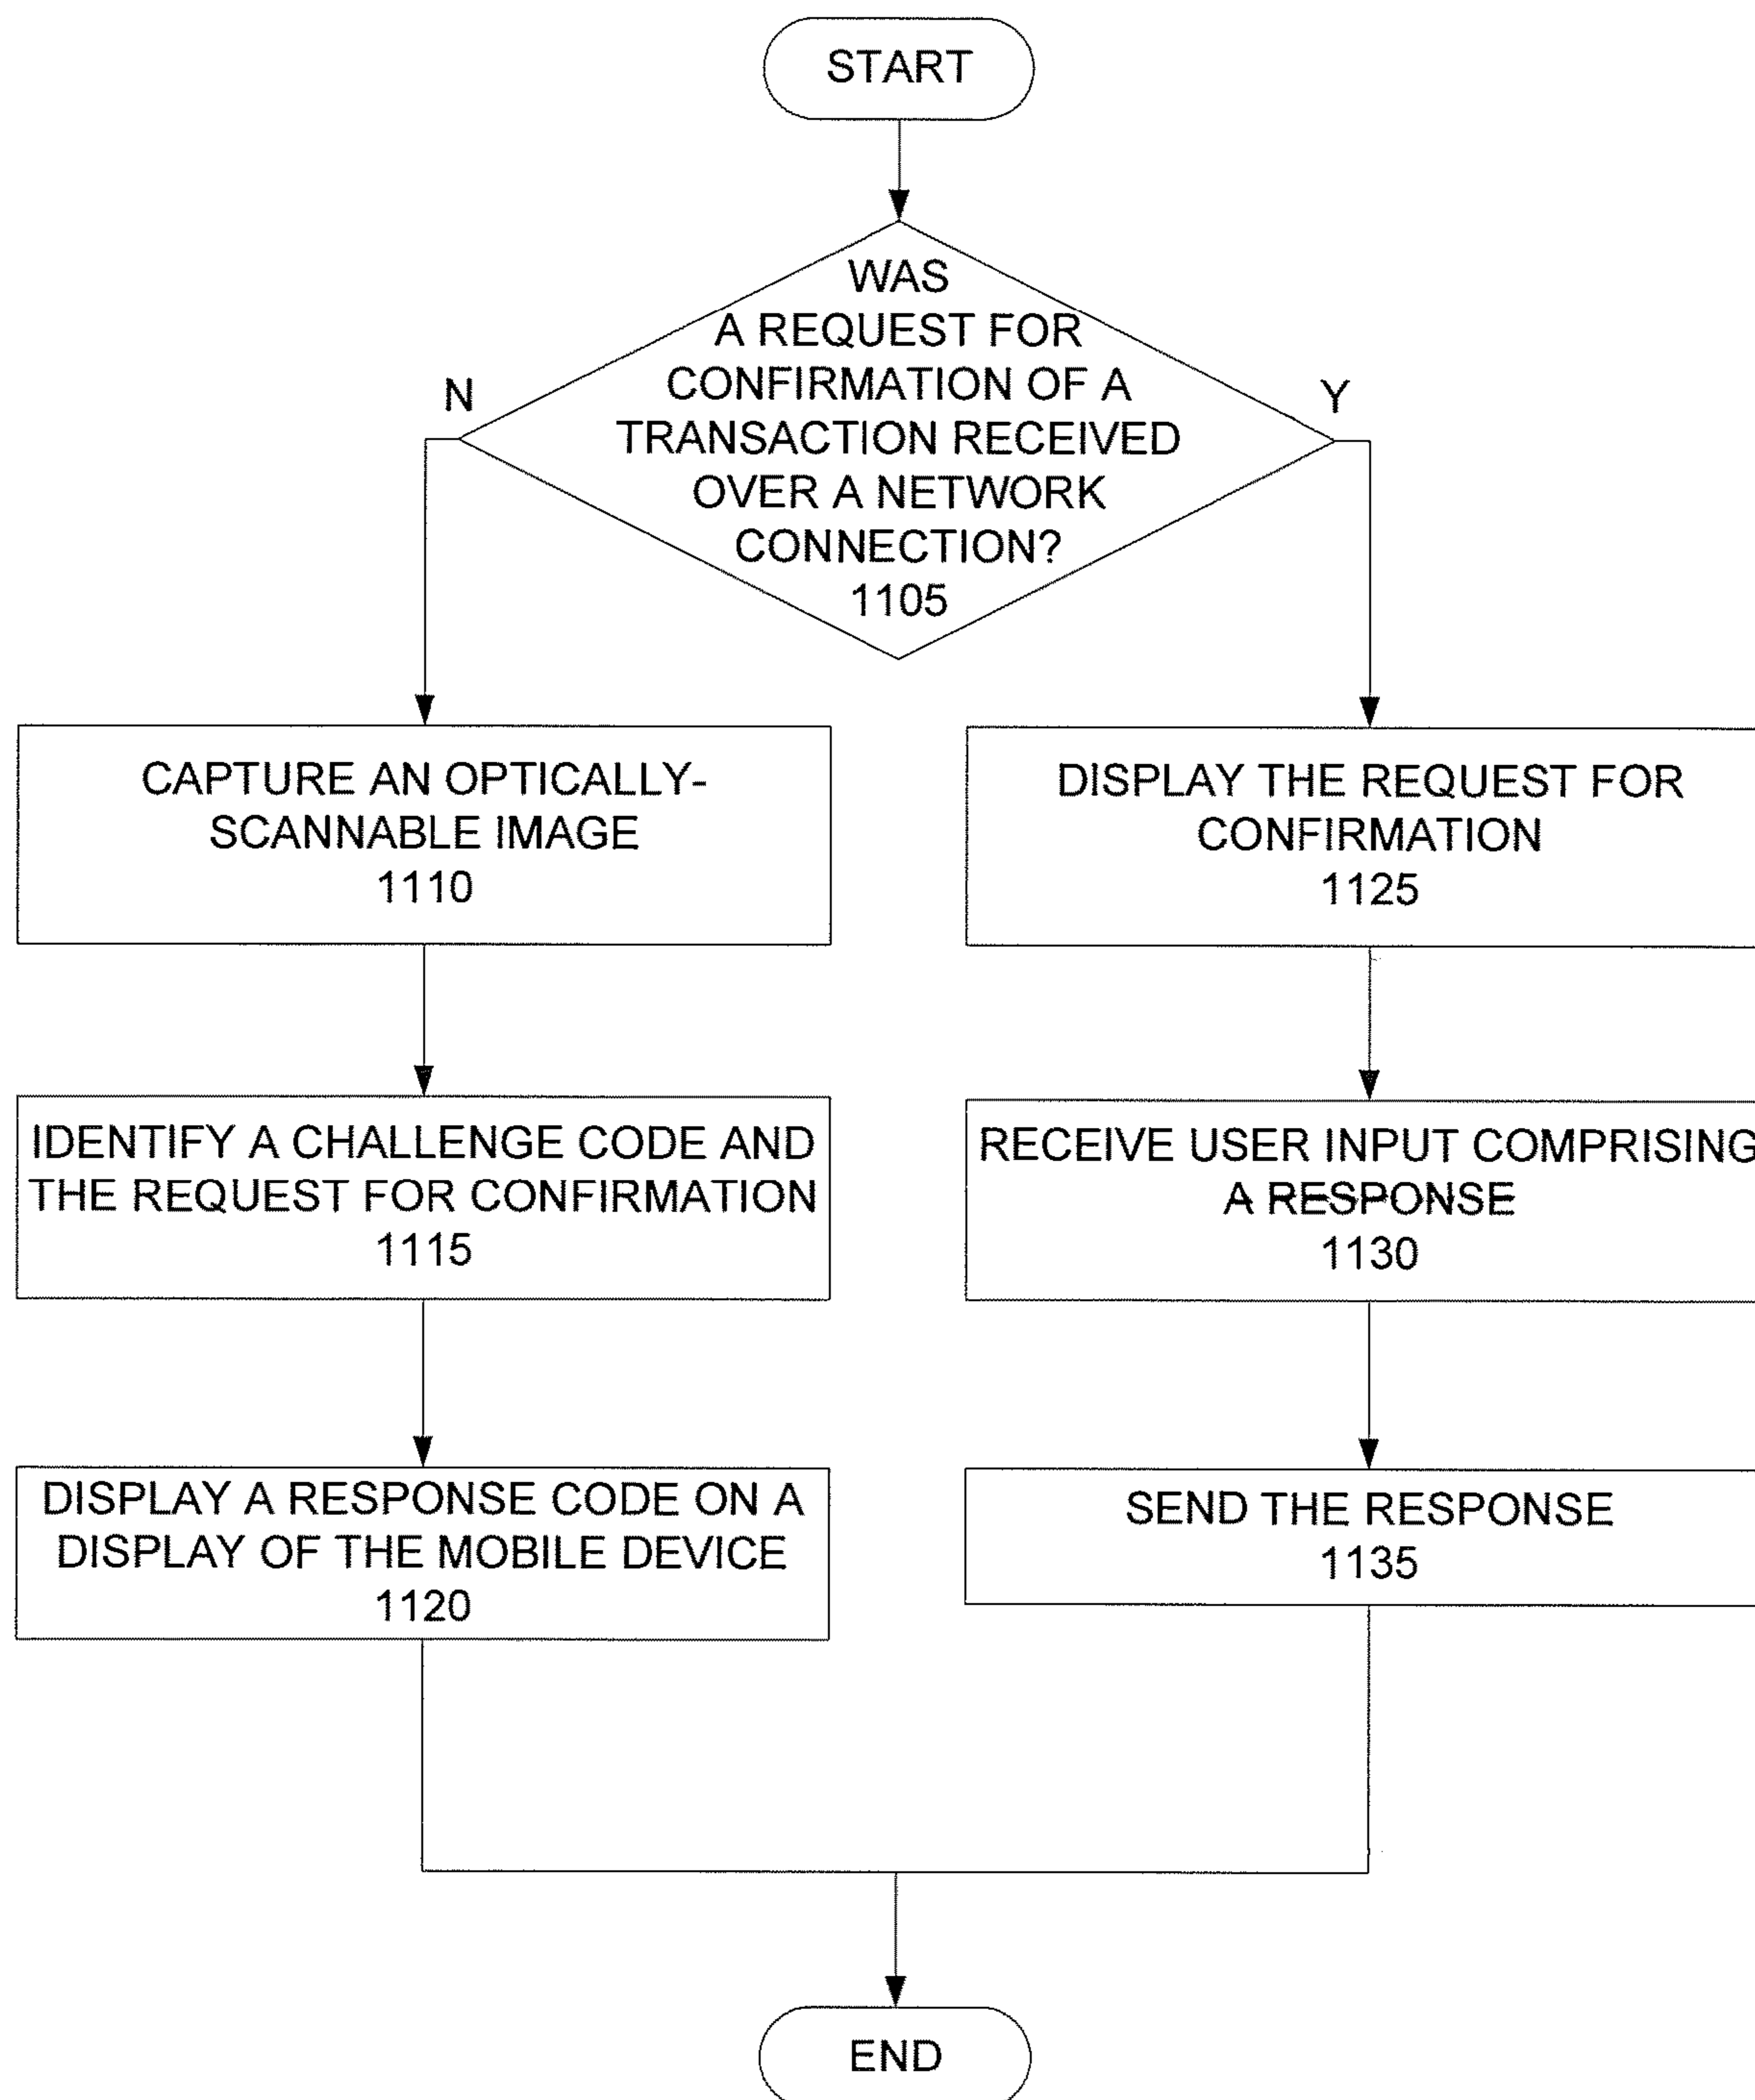 START
WAS
A REQUEST FOR
CONFIRMATION OF A
TRANSACTION RECEIVED
OVER A NETWORK
CONNECTION?
1105
N
Y
CAPTURE AN OPTICALLY-
SCANNABLE IMAGE
1110
IDENTIFY A CHALLENGE CODE AND
THE REQUEST FOR CONFIRMATION
1115
DISPLAY A RESPONSE CODE ON A
DISPLAY OF THE MOBILE DEVICE
1120
DISPLAY THE REQUEST FOR
CONFIRMATION
1125
RECEIVE USER INPUT COMPRISING
A RESPONSE
1130
SEND THE RESPONSE
1135
END